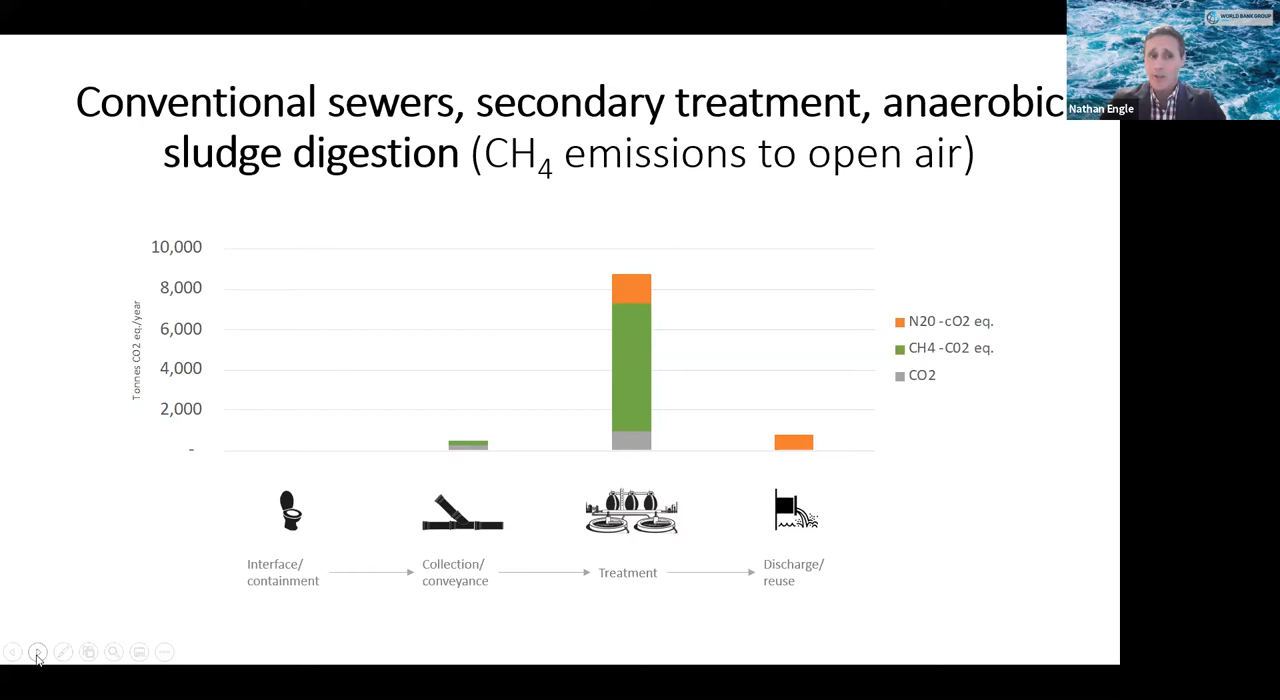 WORLD BANK GROUP
Nathan Engle
Conventional sewers, secondary treatment, anaerobic
sludge digestion (CH4 emissions to open air)
Tonnes CO2 eq./year
10,000
8,000
6,000
4,000
2,000
-
N20 -cO2 eq.
CH4 -C02 eq.
CO2
Interface/
containment
Collection/
conveyance
Treatment
Discharge/
reuse